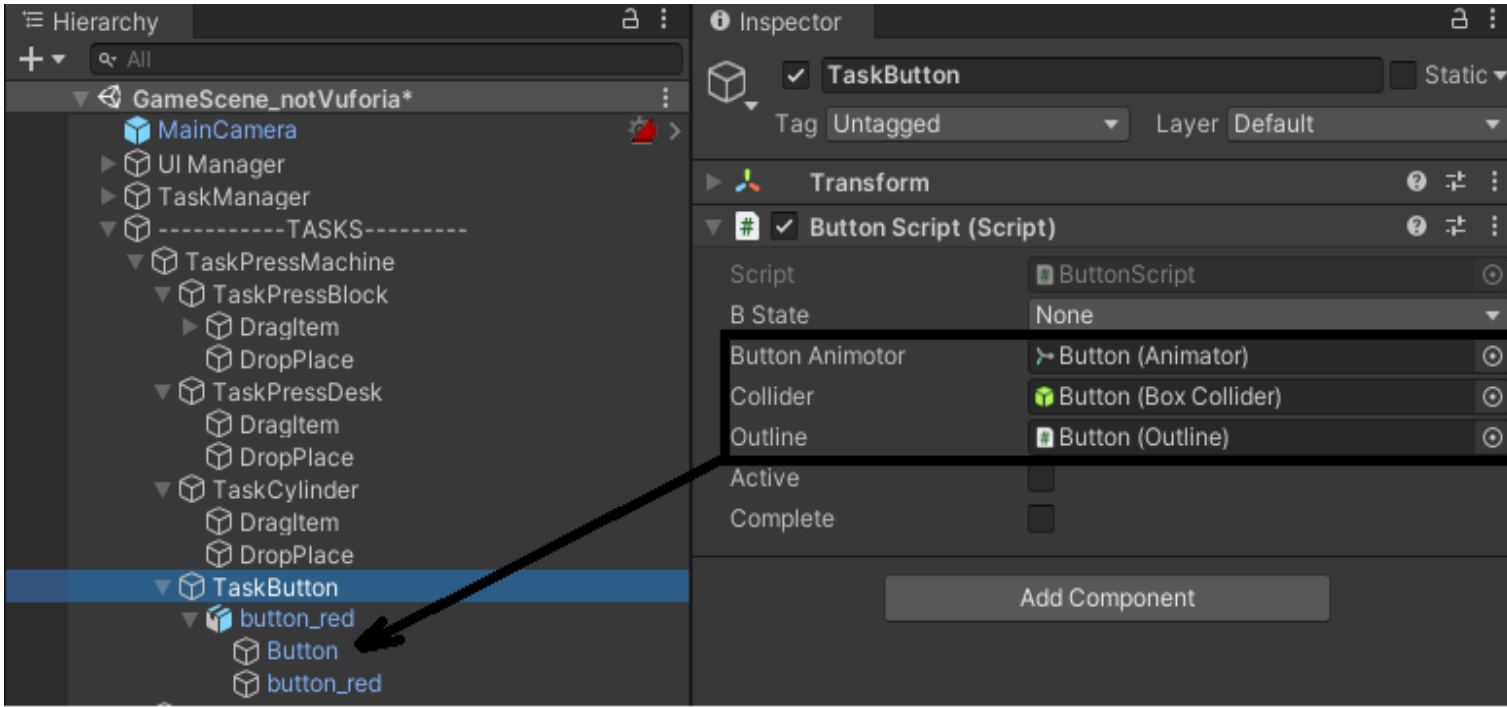 Hierarchy
All
GameScene_notVuforia*
MainCamera
UI Manager
TaskManager
-----------TASKS---------
TaskPressMachine
TaskPressBlock
DragItem
DropPlace
TaskPressDesk
DragItem
DropPlace
TaskCylinder
DragItem
DropPlace
TaskButton
button_red
Button
button_red
Inspector
TaskButton Static
Tag Untagged Layer Default
Transform
# Button Script (Script)
Script # ButtonScript
B State None
Button Animotor Button (Animator)
Collider Button (Box Collider)
Outline # Button (Outline)
Active
Complete
Add Component